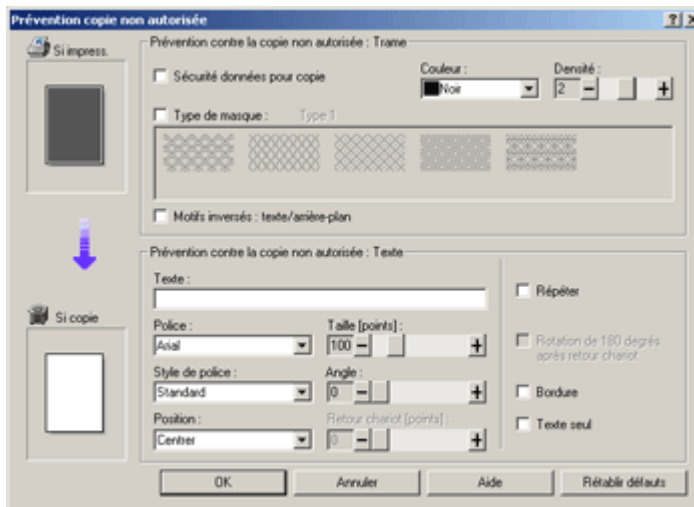 Prévention copie non autorisée
Si impress.
Prévention contre la copie non autorisée : Trame
Sécurité données pour copie
Couleur :
Noir
Densité :
2
Type de masque :
Type 1
Motifs inversés : texte/arrière-plan
Si copie
Prévention contre la copie non autorisée : Texte
Texte :
Police :
Arial
Taille [points] :
100
Style de police :
Standard
Angle :
0
Position :
Centrer
Retour chariot [points] :
0
Répéter
Rotation de 180 degrés
après retour chariot
Bordure
Texte seul
OK
Annuler
Aide
Rétablir défauts